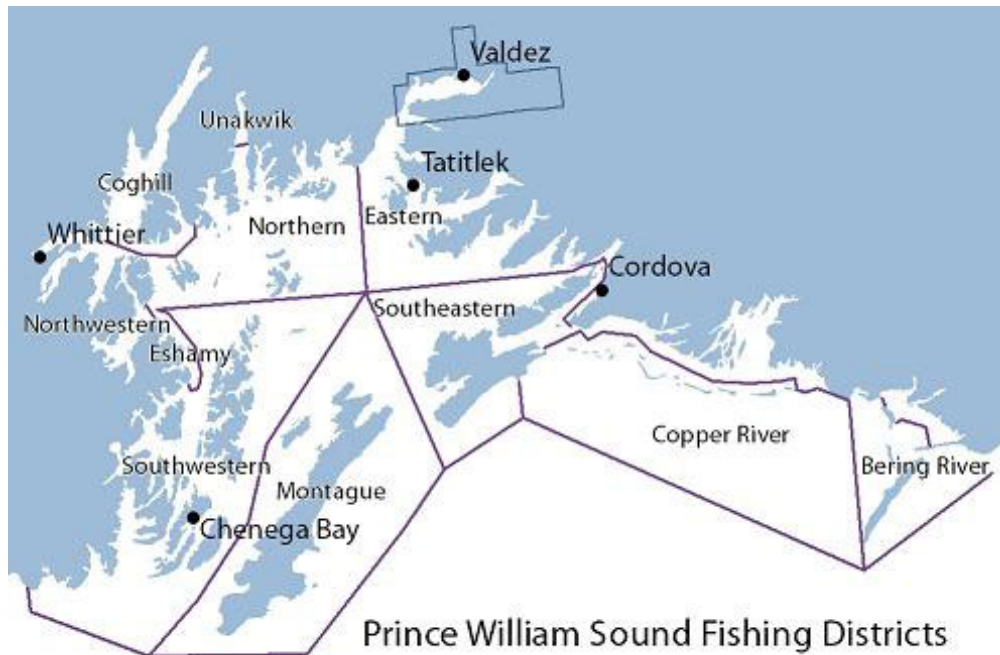 Valdez
Unakwik
Tatitlek
Coghill
Northern
Eastern
Whittier
Cordova
Southeastern
Northwestern
Eshamy
Copper River
Bering River
Southwestern
Montague
Chenega Bay
Prince William Sound Fishing Districts